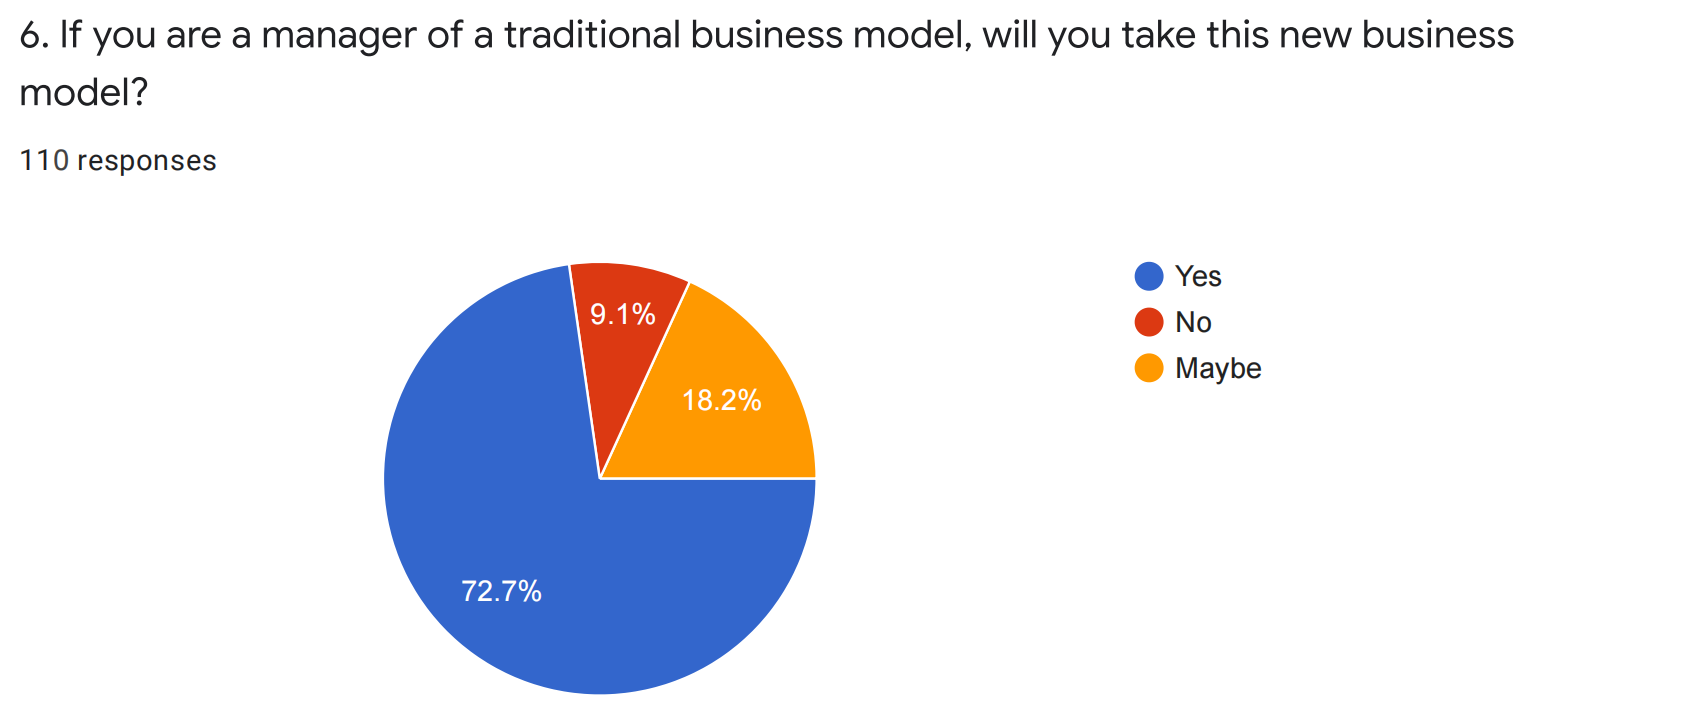 6. If you are a manager of a traditional business model, will you take this new business
model?
110 responses
Yes
No
Maybe
9.1%
18.2%
72.7%